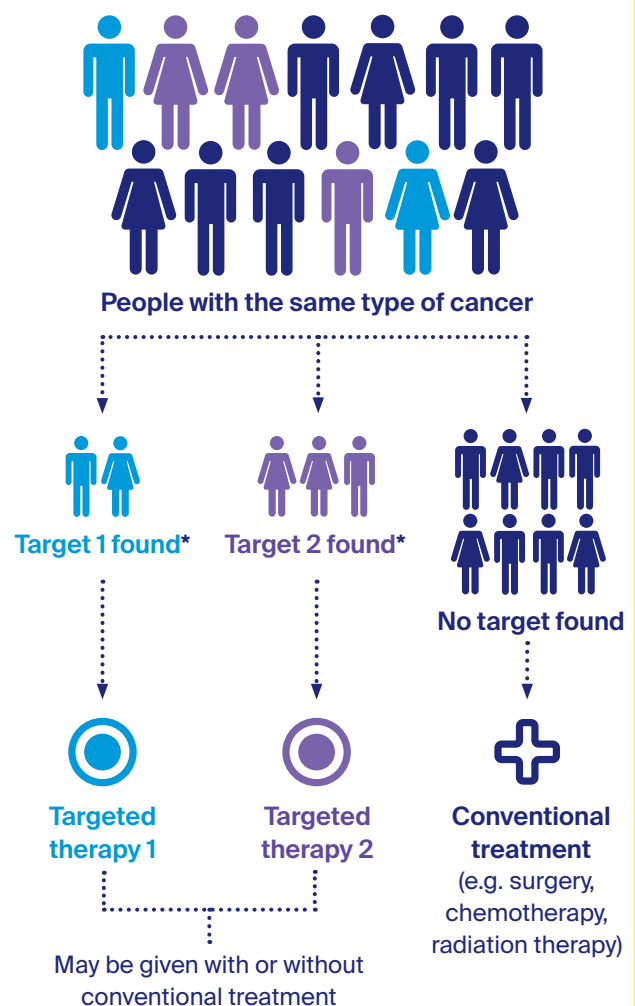 People with the same type of cancer
Target 1 found*
Target 2 found*
No target found
Targeted
therapy 1
Targeted
therapy 2
Conventional
treatment
(e.g. surgery,
chemotherapy,
radiation therapy)
May be given with or without
conventional treatment